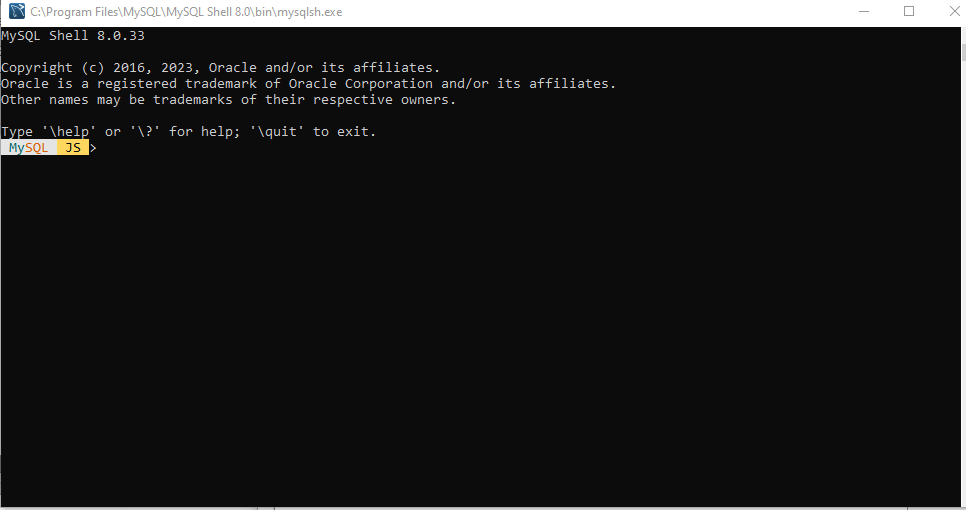 C:\Program Files\MySQL\MySQL Shell 8.0\bin\mysqlsh.exe
MySQL Shell 8.0.33
Copyright (c) 2016, 2023, Oracle and/or its affiliates.
Oracle is a registered trademark of Oracle Corporation and/or its affiliates.
Other names may be trademarks of their respective owners.
Type '\help' or '\?' for help; '\quit' to exit.
MySQL JS >